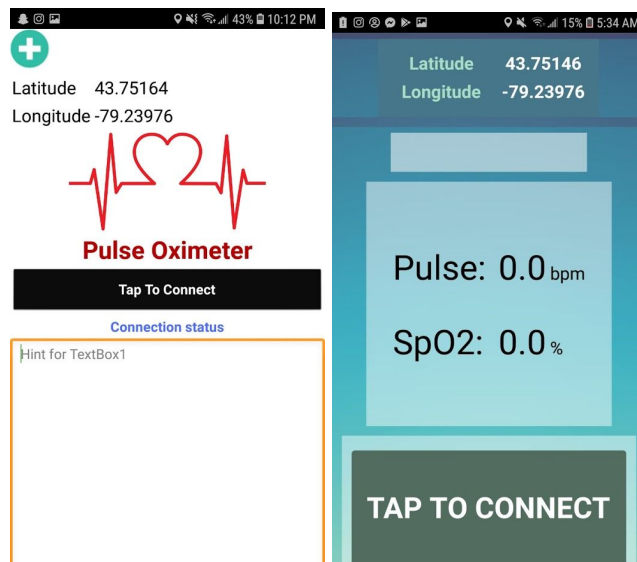 43% 10:12 PM
Latitude 43.75164
Longitude -79.23976
Pulse Oximeter
Tap To Connect
Connection status
Hint for TextBox1
15% 5:34 AM
Latitude 43.75146
Longitude -79.23976
Pulse: 0.0 bpm
SpO2: 0.0 %
TAP TO CONNECT